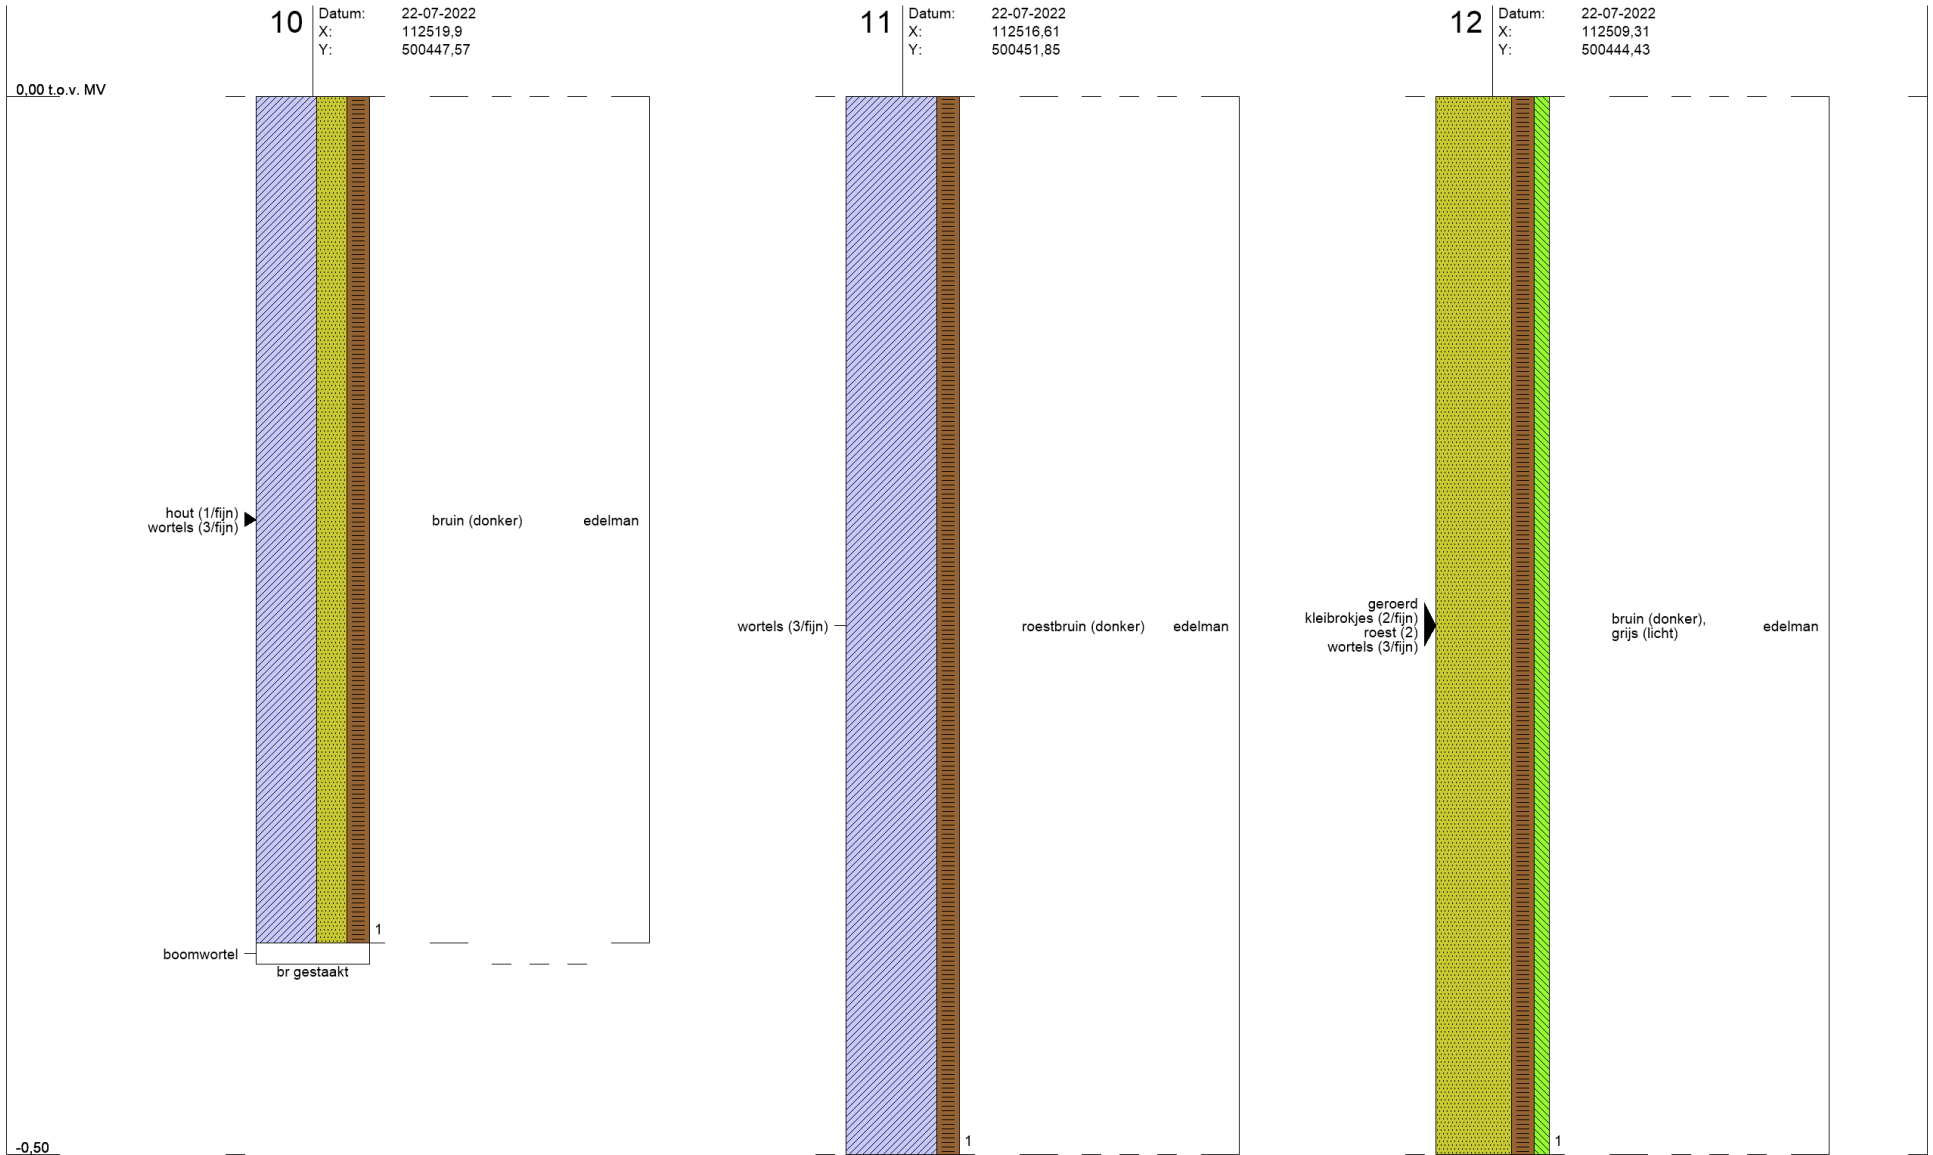 10
Datum: 22-07-2022
X: 112519,9
Y: 500447,57
11
Datum: 22-07-2022
X: 112516,61
Y: 500451,85
12
Datum: 22-07-2022
X: 112509,31
Y: 500444,43
0,00 t.o.v. MV
hout (1/fijn)
wortels (3/fijn)
bruin (donker)
edelman
1
boomwortel
br gestaakt
wortels (3/fijn)
roestbruin (donker)
edelman
1
geroerd
kleibrokjes (2/fijn)
roest (2)
wortels (3/fijn)
bruin (donker),
grijs (licht)
edelman
1
-0,50